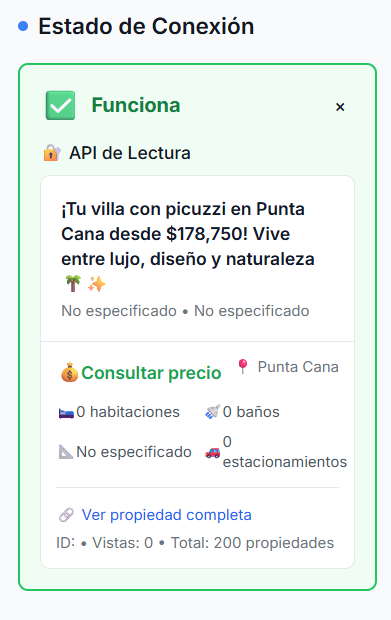 Estado de Conexión
✅ Funciona ×
🔐 API de Lectura
¡Tu villa con picuzzi en Punta
Cana desde $178,750! Vive
entre lujo, diseño y naturaleza
🌴 ✨
No especificado • No especificado
💰 Consultar precio 📍 Punta Cana
🛏️ 0 habitaciones 🚿 0 baños
📐 No especificado 🚗 0
estacionamientos
🔗 Ver propiedad completa
ID: • Vistas: 0 • Total: 200 propiedades